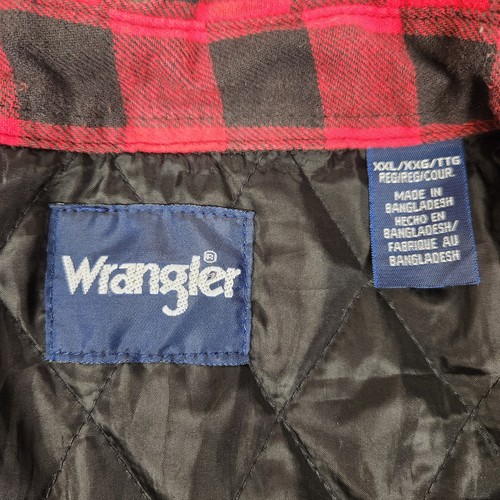 Wrangler®
XXL/XXG/TTG
REG/REG/COUR.
MADE IN
BANGLADESH
HECHO EN
BANGLADESH/
FABRIQUE AU
BANGLADESH